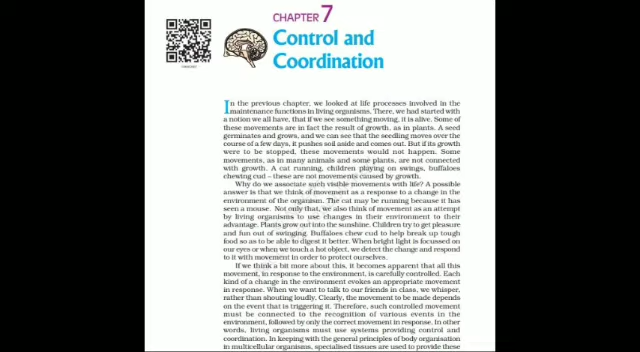 CHAPTER 7
Control and
Coordination
In the previous chapter, we looked at life processes involved in the
maintenance functions in living organisms. There, we had started with
a notion we all have, that if we see something moving, it is alive. Some of
these movements are in fact the result of growth, as in plants. A seed
germinates and grows, and we can see that the seedling moves over the
course of a few days, it pushes soil aside and comes out. But if its growth
were to be stopped, these movements would not happen. Some
movements, as in many animals and some plants, are not connected
with growth. A cat running, children playing on swings, buffaloes
chewing cud – these are not movements caused by growth.
Why do we associate such visible movements with life? A possible
answer is that we think of movement as a response to a change in the
environment of the organism. The cat may be running because it has
seen a mouse. Not only that, we also think of movement as an attempt
by living organisms to use changes in their environment to their
advantage. Plants grow out into the sunshine. Children try to get pleasure
and fun out of swinging. Buffaloes chew cud to help break up tough
food so as to be able to digest it better. When bright light is focussed on
our eyes or when we touch a hot object, we detect the change and respond
to it with movement in order to protect ourselves.
If we think a bit more about this, it becomes apparent that all this
movement, in response to the environment, is carefully controlled. Each
kind of a change in the environment evokes an appropriate movement
in response. When we want to talk to our friends in class, we whisper,
rather than shouting loudly. Clearly, the movement to be made depends
on the event that is triggering it. Therefore, such controlled movement
must be connected to the recognition of various events in the
environment, followed by only the correct movement in response. In other
words, living organisms must use systems providing control and
coordination. In keeping with the general principles of body organisation
in multicellular organisms, specialised tissues are used to provide these